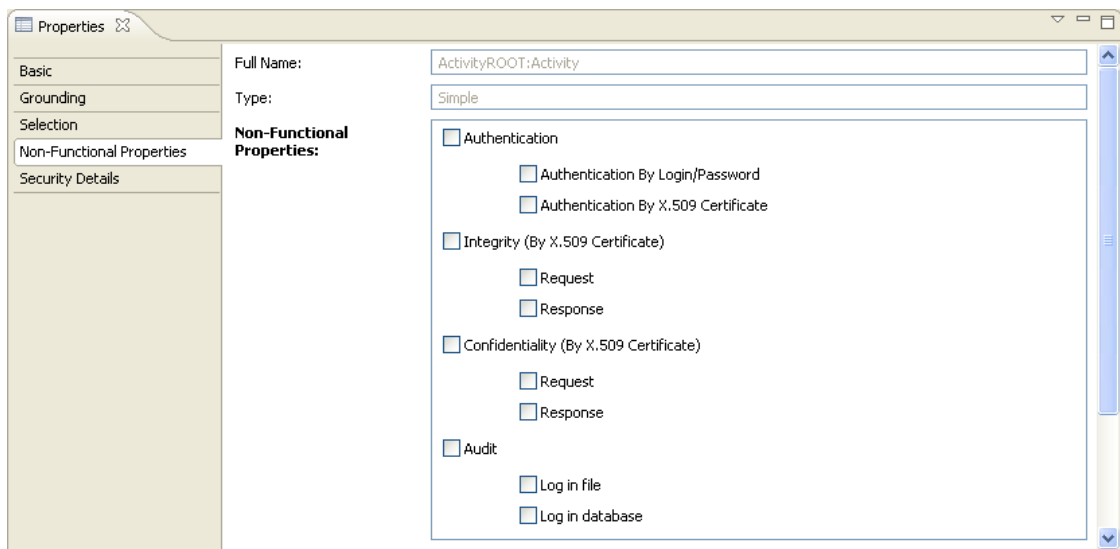 Properties
Basic
Grounding
Selection
Non-Functional Properties
Security Details
Full Name:
ActivityROOT:Activity
Type:
Simple
Non-Functional
Properties:
Authentication
Authentication By Login/Password
Authentication By X.509 Certificate
Integrity (By X.509 Certificate)
Request
Response
Confidentiality (By X.509 Certificate)
Request
Response
Audit
Log in file
Log in database